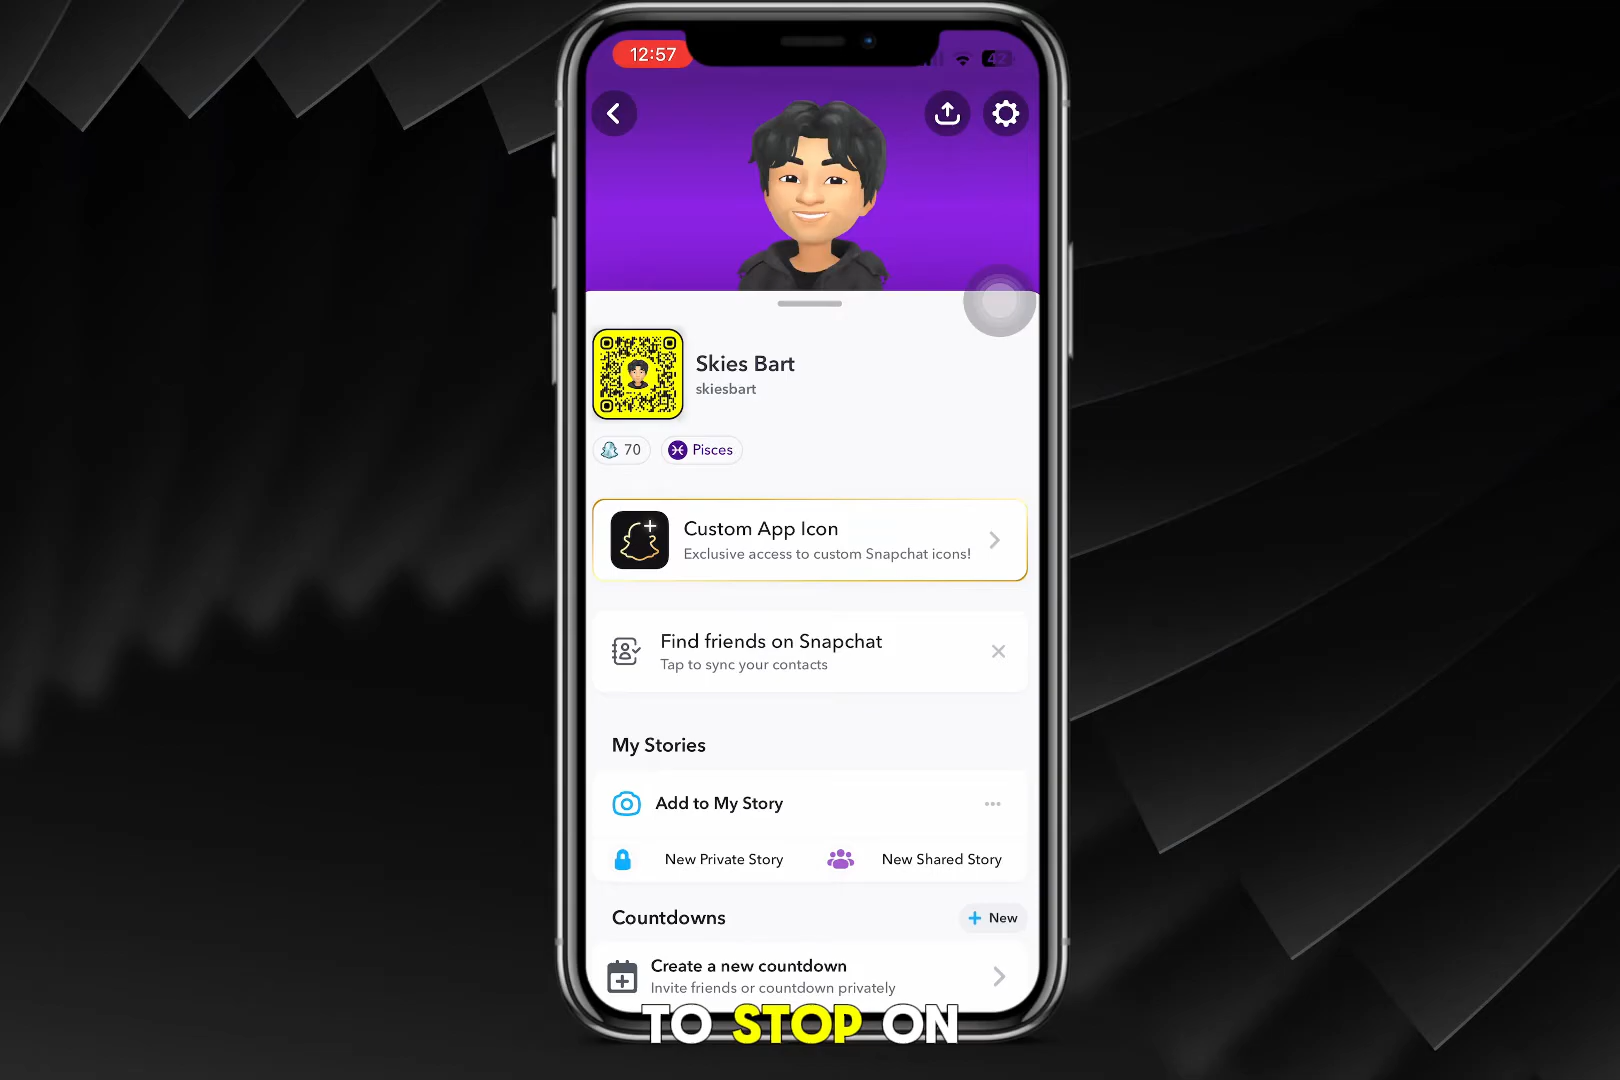 12:57
42
Skies Bart
skiesbart
70
Pisces
Custom App Icon
Exclusive access to custom Snapchat icons!
Find friends on Snapchat
Tap to sync your contacts
My Stories
Add to My Story
New Private Story
New Shared Story
Countdowns
New
Create a new countdown
Invite friends or countdown privately
TO STOP ON